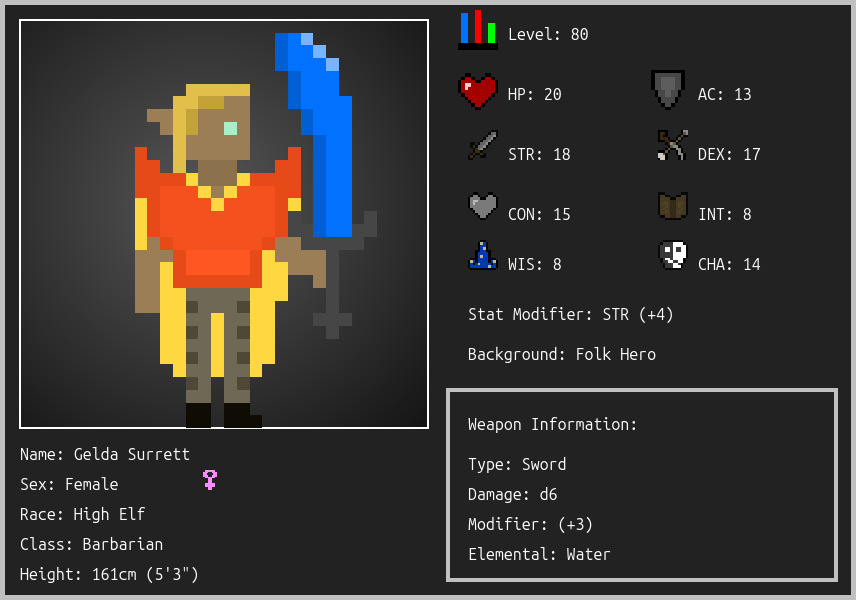 Level: 80
HP: 20
AC: 13
STR: 18
DEX: 17
CON: 15
INT: 8
WIS: 8
CHA: 14
Stat Modifier: STR (+4)
Background: Folk Hero
Weapon Information:
Type: Sword
Damage: d6
Modifier: (+3)
Elemental: Water
Name: Gelda Surrett
Sex: Female
Race: High Elf
Class: Barbarian
Height: 161cm (5'3")